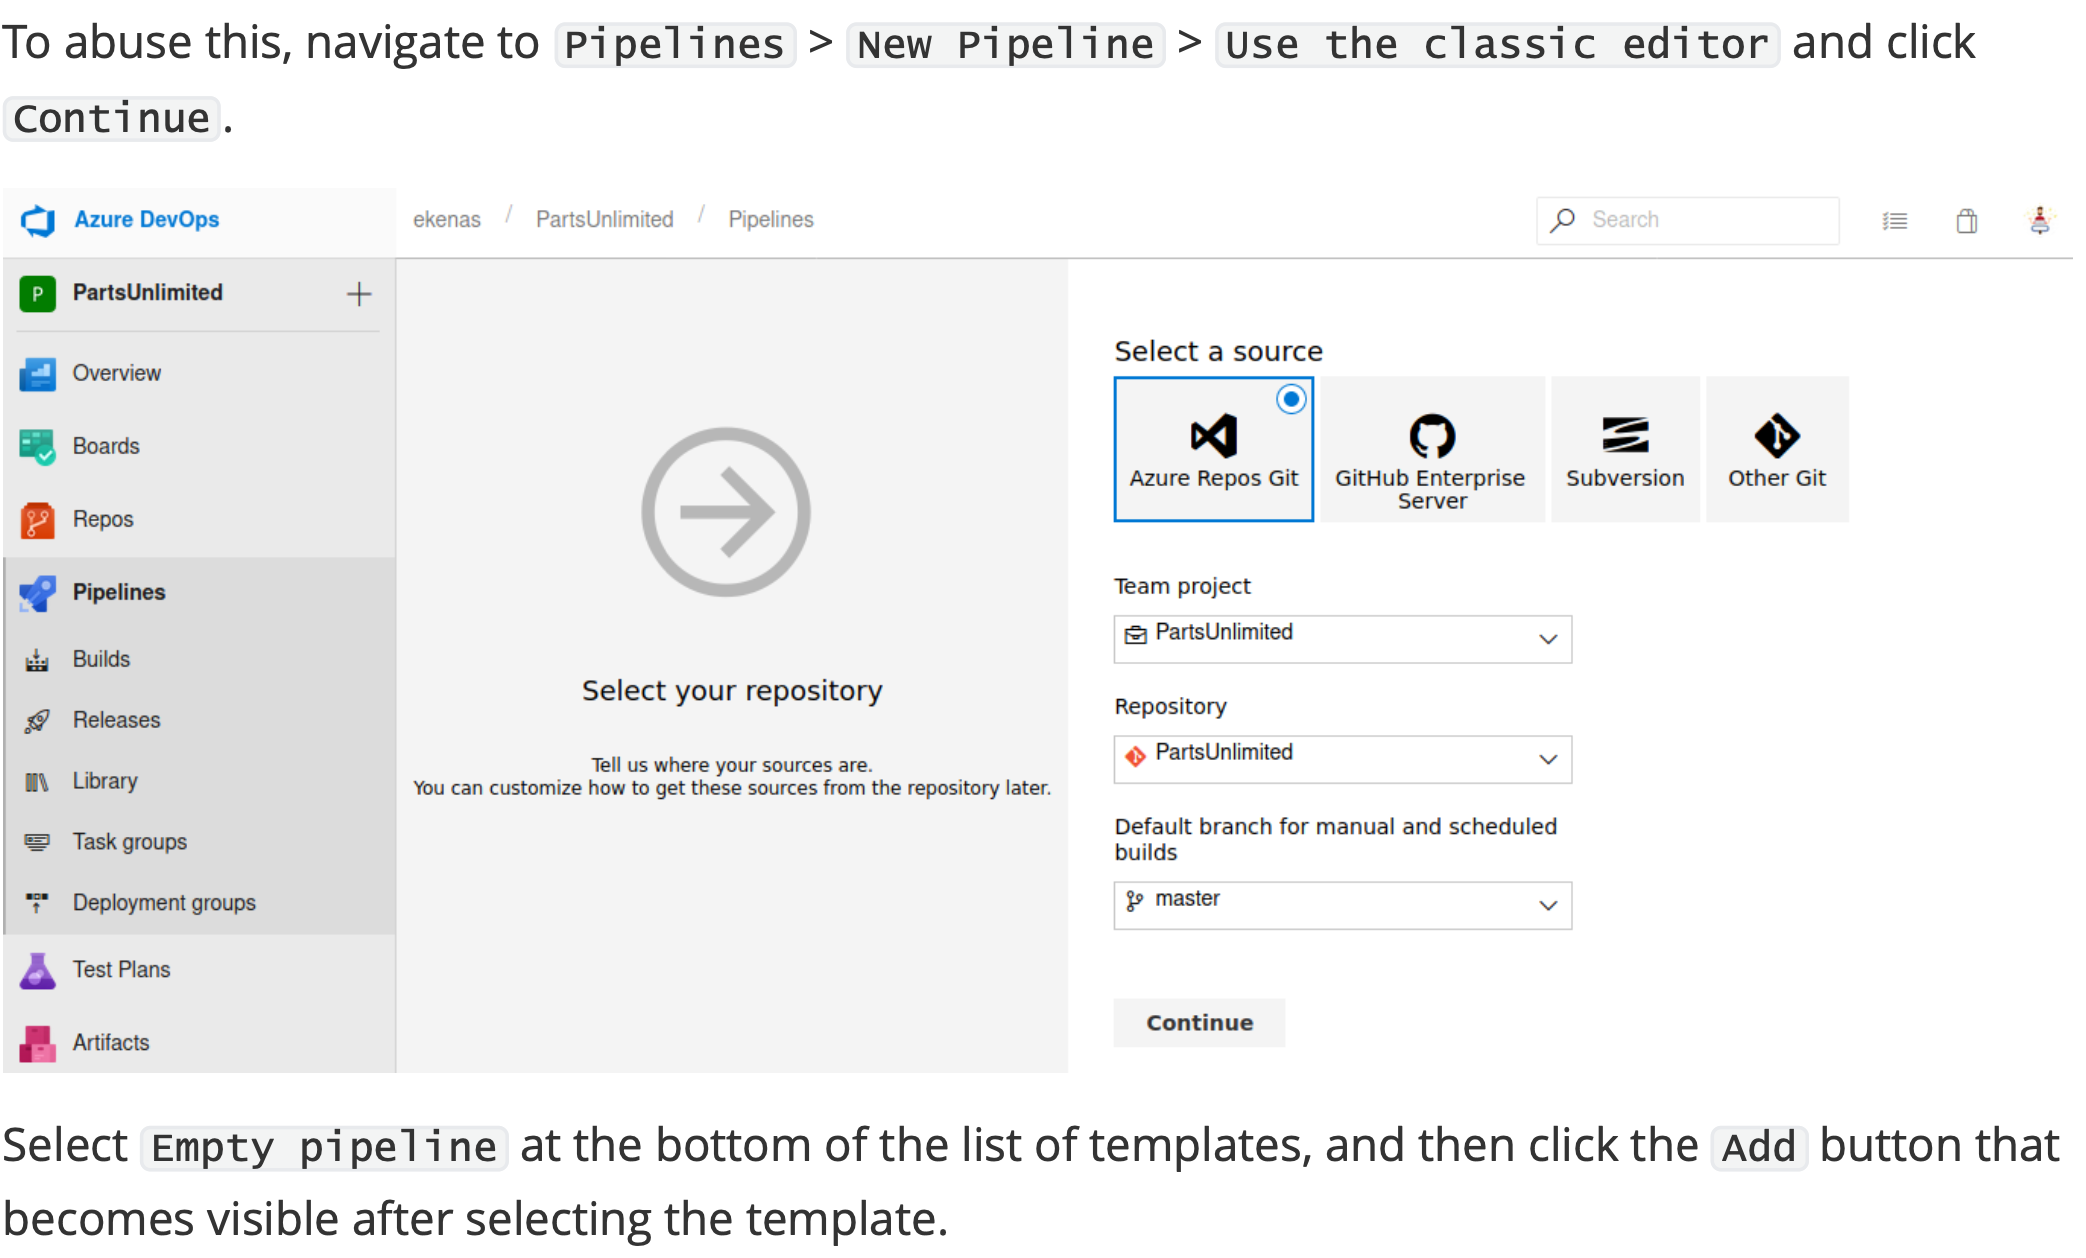 To abuse this, navigate to Pipelines > New Pipeline > Use the classic editor and click
Continue.
Azure DevOps
ekenas / PartsUnlimited / Pipelines
Search
P PartsUnlimited +
Overview
Boards
Repos
Pipelines
Builds
Releases
Library
Task groups
Deployment groups
Test Plans
Artifacts
Select your repository
Tell us where your sources are.
You can customize how to get these sources from the repository later.
Select a source
Azure Repos Git
GitHub Enterprise
Server
Subversion
Other Git
Team project
PartsUnlimited
Repository
PartsUnlimited
Default branch for manual and scheduled
builds
master
Continue
Select Empty pipeline at the bottom of the list of templates, and then click the Add button that
becomes visible after selecting the template.